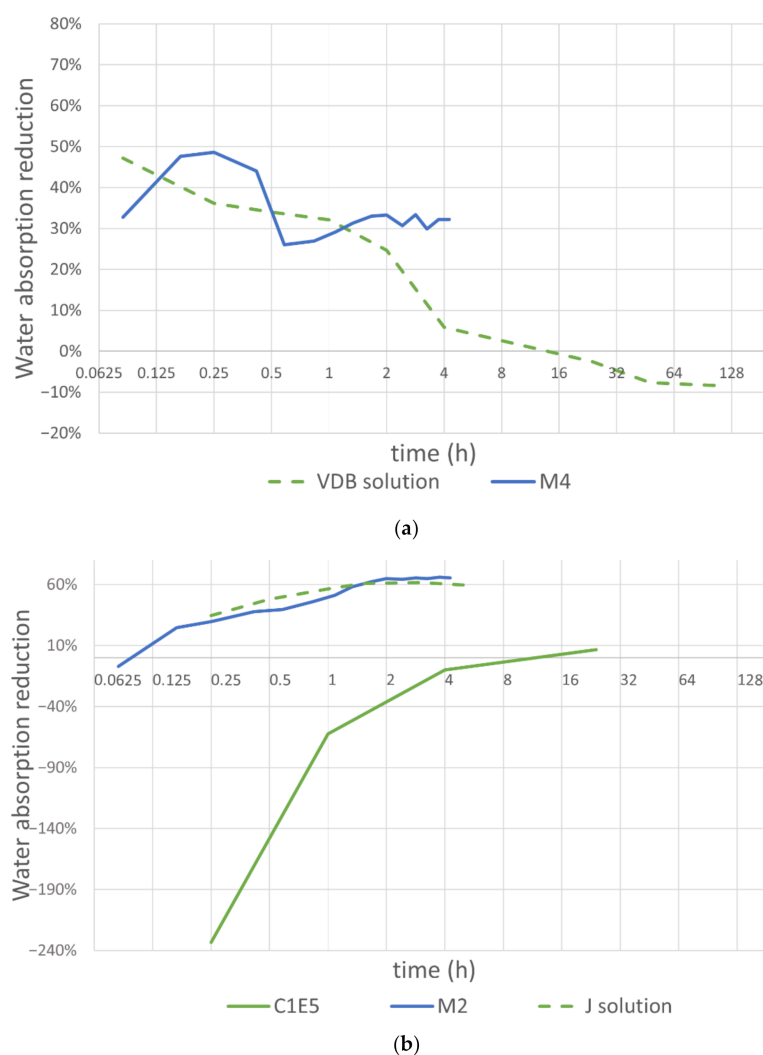 80%
70%
60%
50%
40%
30%
20%
10%
0%
0.0625 0.125 0.25 0.5 1 2 4 8 16 32 64 128
−10%
−20%
Water absorption reduction
time (h)
VDB solution M4
(a)
60%
10%
0.0625 0.125 0.25 0.5 1 2 4 8 16 32 64 128
−40%
−90%
−140%
−190%
−240%
Water absorption reduction
time (h)
C1E5 M2 J solution
(b)